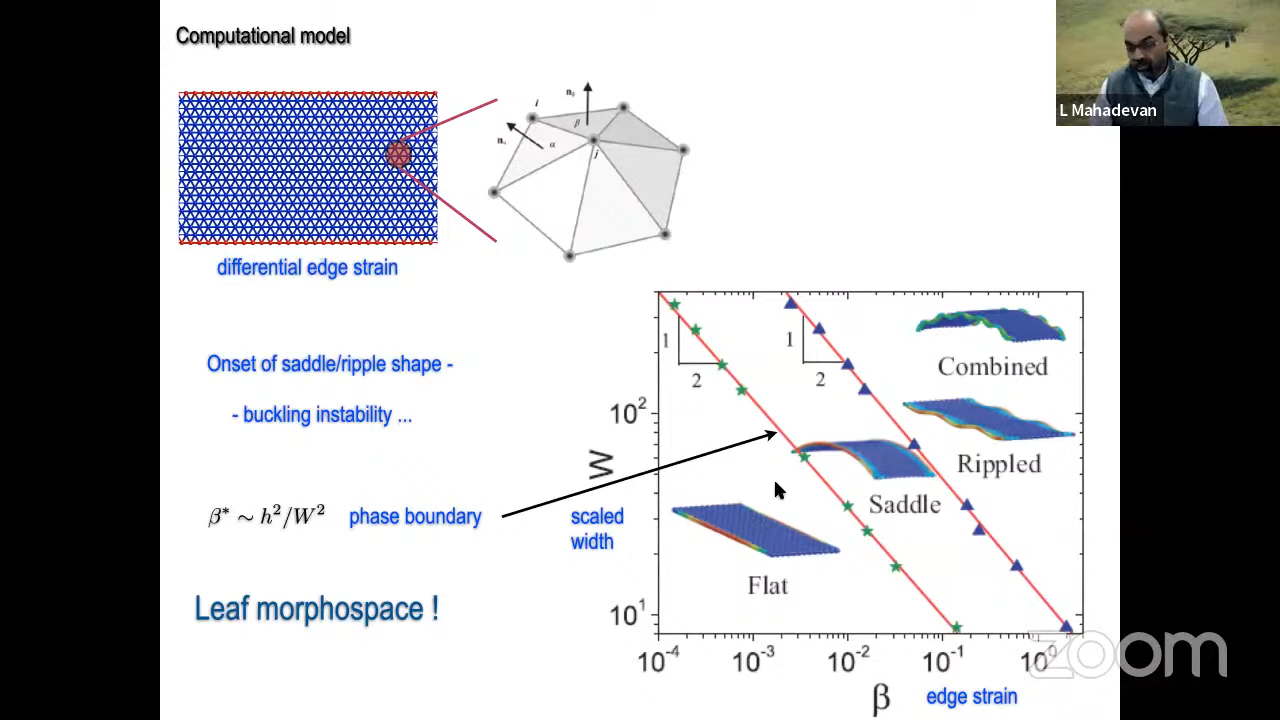 Computational model
L Mahadevan
i
n
β
n
α
j
differential edge strain
Onset of saddle/ripple shape -
- buckling instability ...
β* ~ h²/W² phase boundary
Leaf morphospace !
W
scaled
width
10²
10¹
1
2
1
2
Combined
Rippled
Saddle
Flat
10⁻⁴ 10⁻³ 10⁻² 10⁻¹ 10⁰
β edge strain
zoom